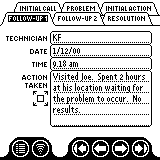 INITIAL CALL PROBLEM INITIAL ACTION
FOLLOW-UP 1 FOLLOW-UP 2 RESOLUTION
TECHNICIAN KF
DATE 1/12/00
TIME 9.18 am
ACTION TAKEN Visited Joe. Spent 2 hours
at his location waiting for
the problem to occur. No
results.